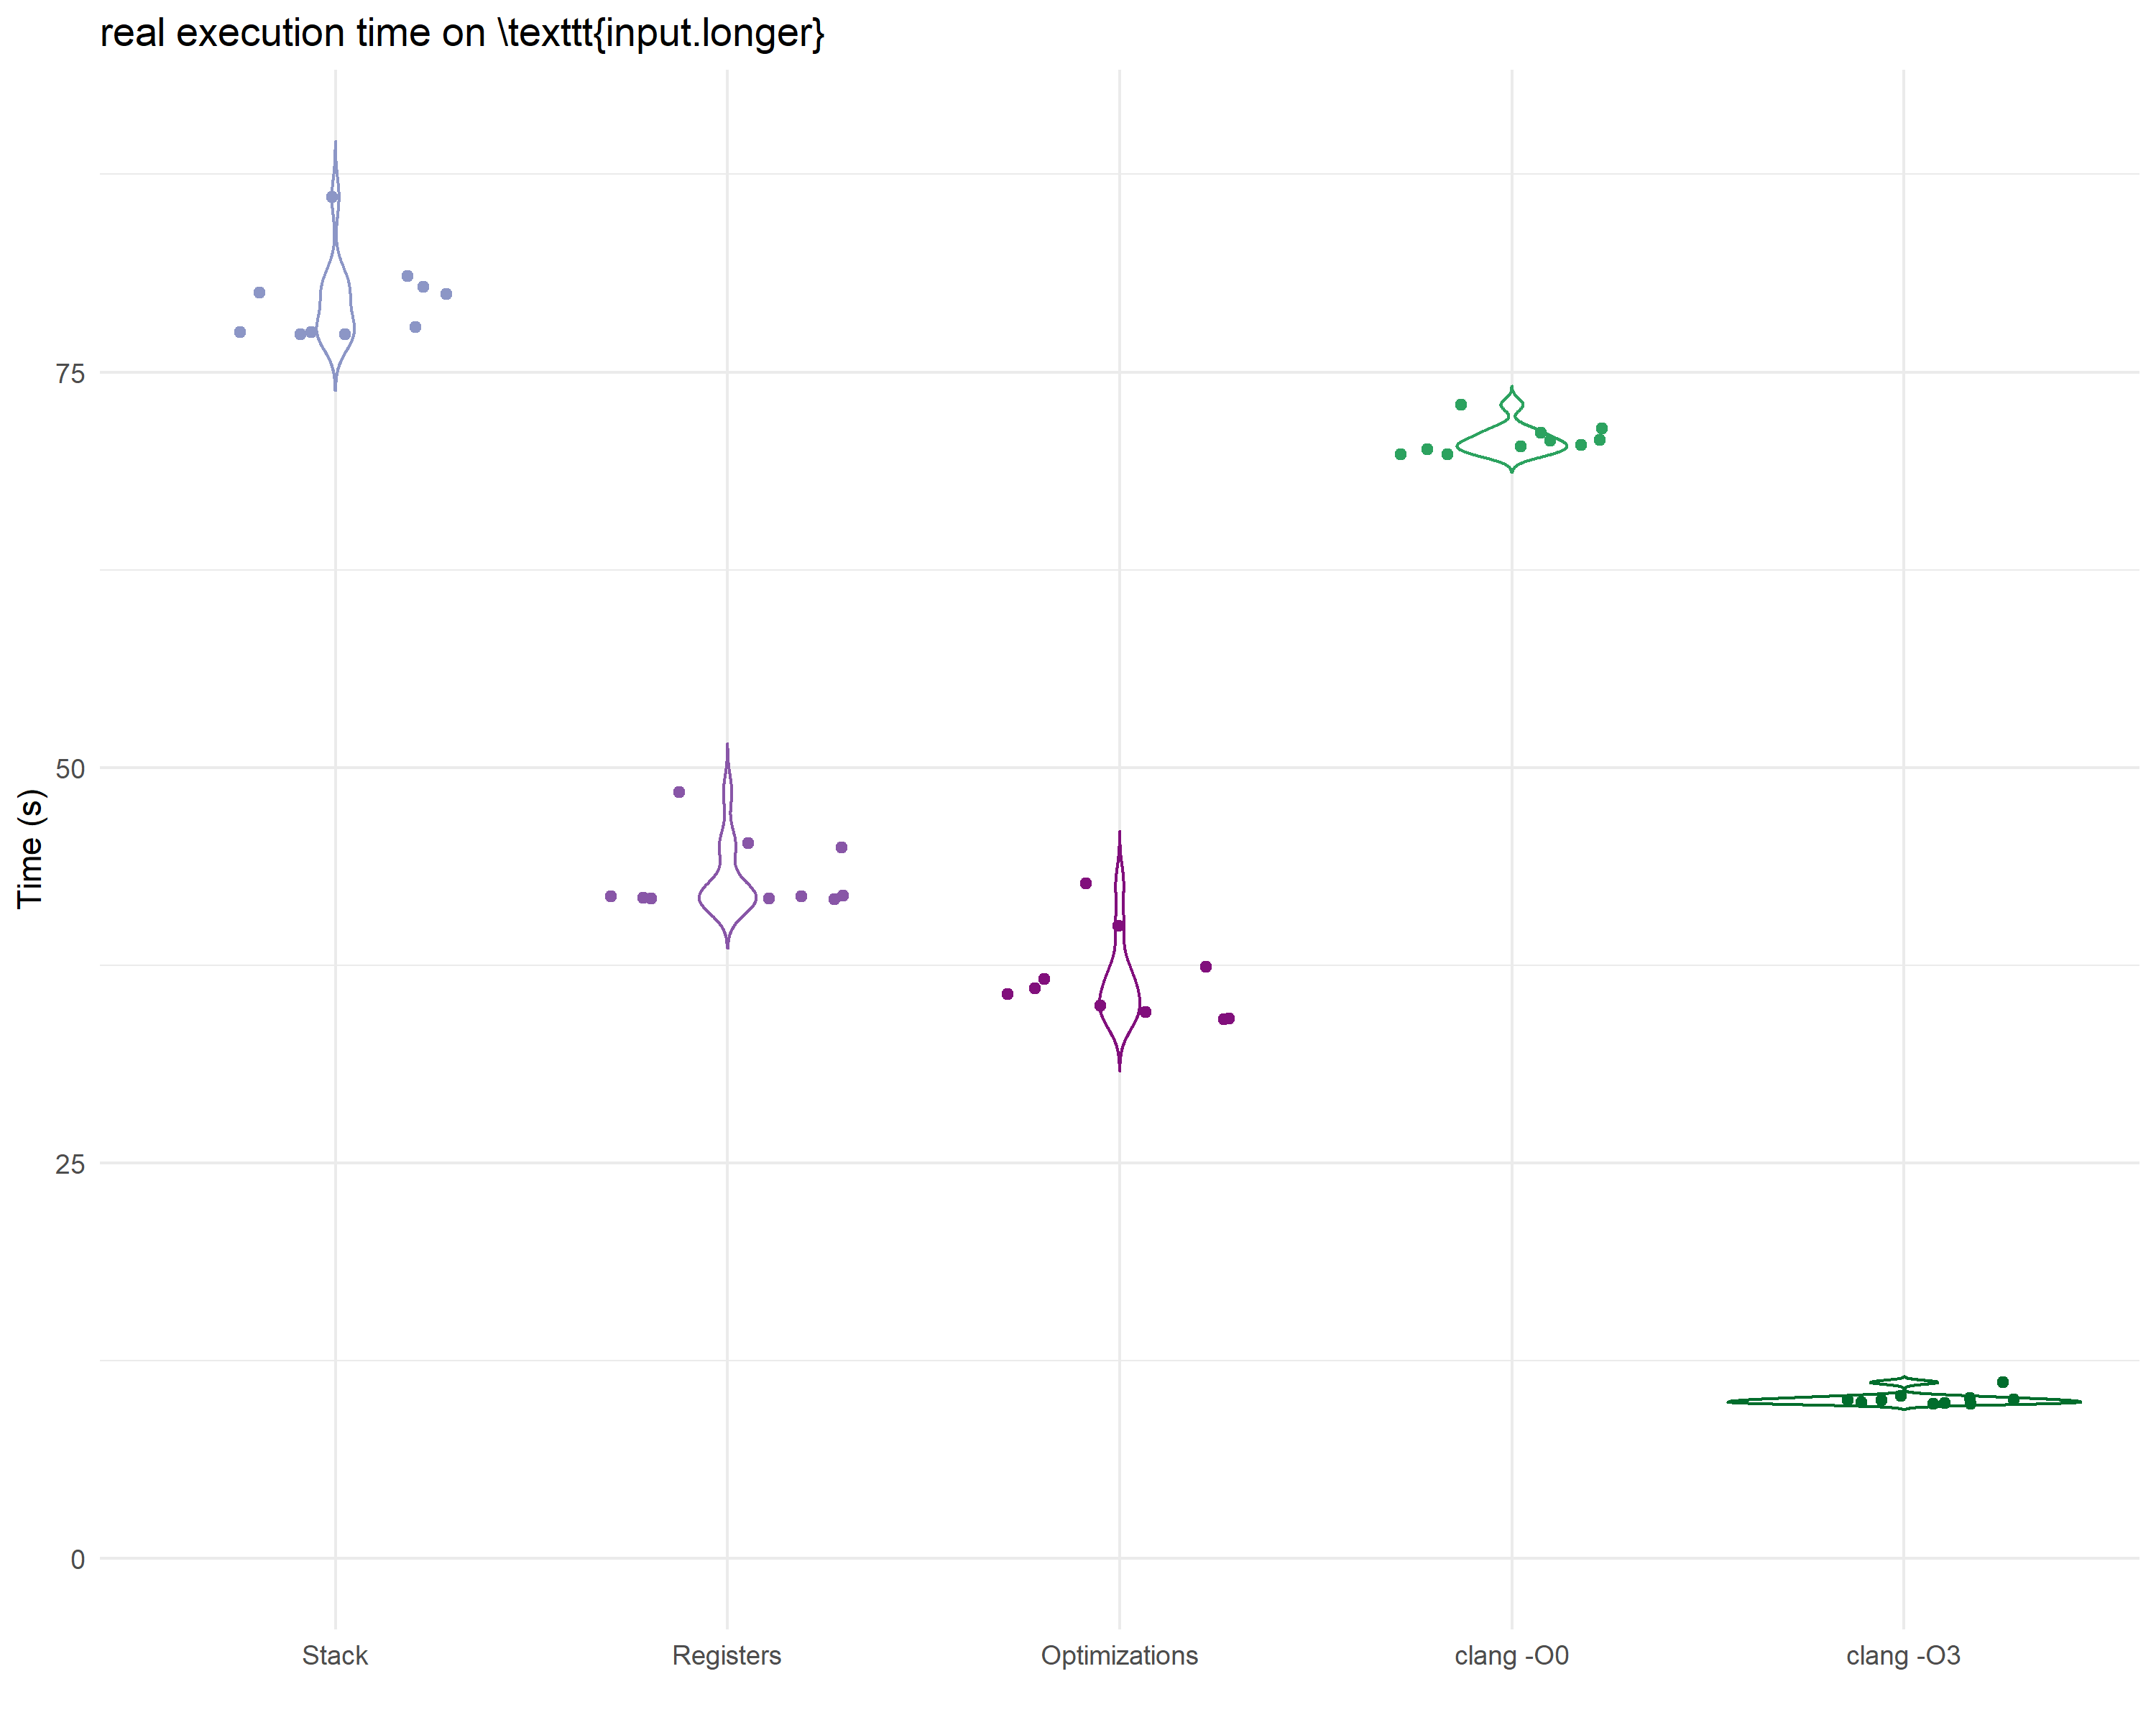 real execution time on \texttt{input.longer}
75
50
25
0
Time (s)
Stack
Registers
Optimizations
clang -O0
clang -O3